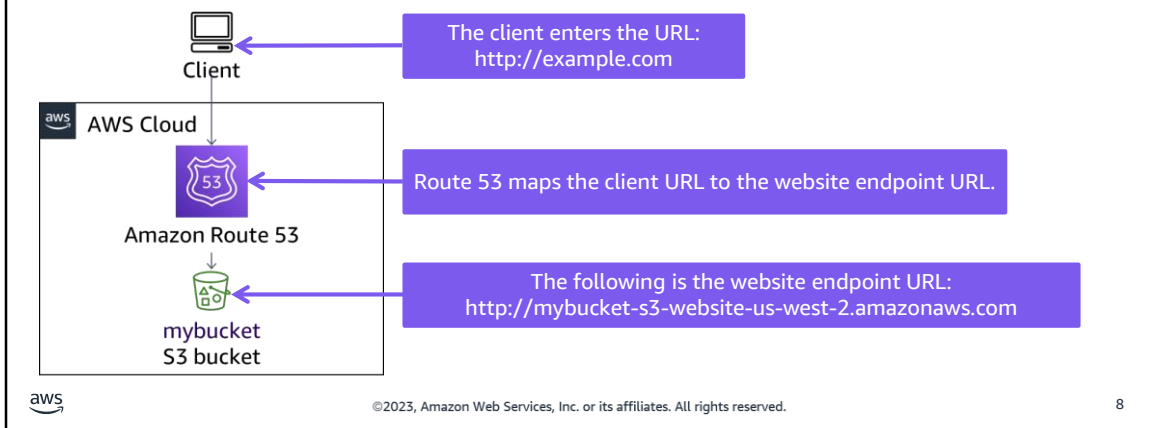 The client enters the URL:
http://example.com
Client
aws
AWS Cloud
53
Route 53 maps the client URL to the website endpoint URL.
Amazon Route 53
The following is the website endpoint URL:
http://mybucket-s3-website-us-west-2.amazonaws.com
mybucket
S3 bucket
aws
©2023, Amazon Web Services, Inc. or its affiliates. All rights reserved.
8